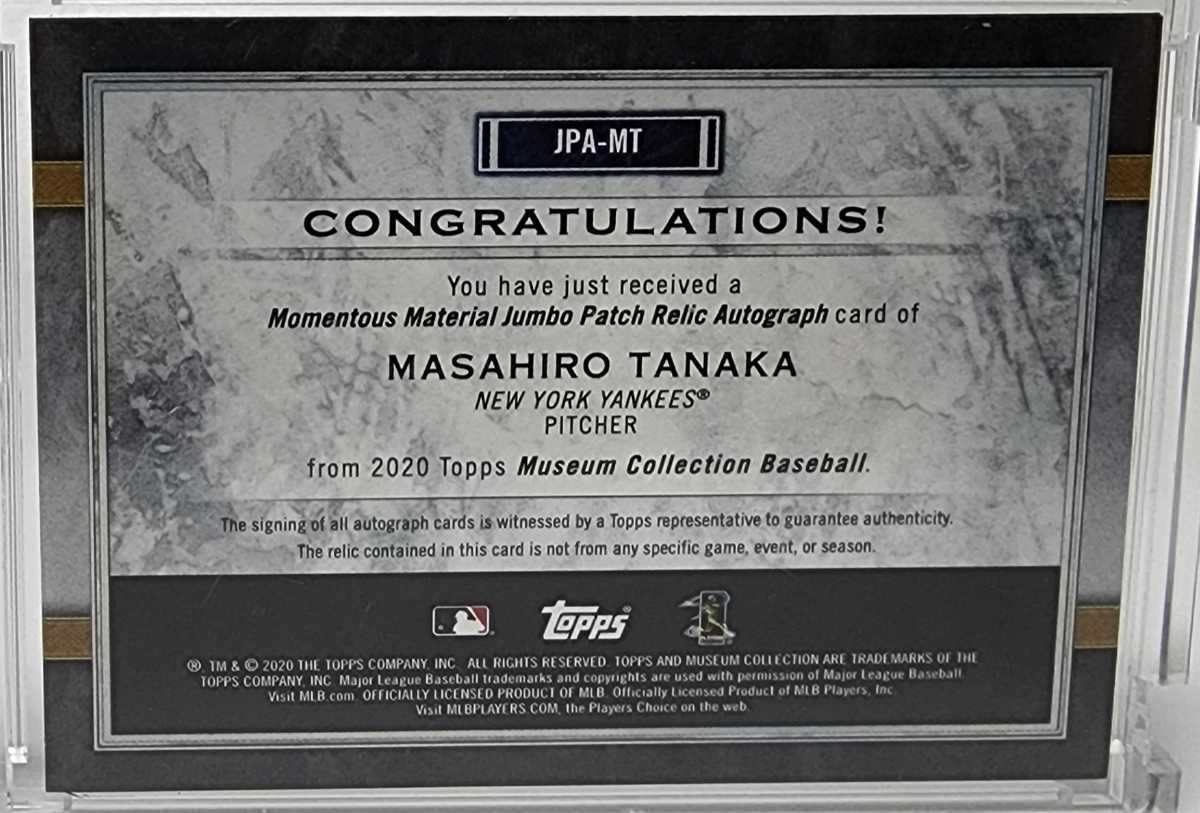 JPA-MT
CONGRATULATIONS!
You have just received a
Momentous Material Jumbo Patch Relic Autograph card of
MASAHIRO TANAKA
NEW YORK YANKEES®
PITCHER
from 2020 Topps Museum Collection Baseball.
The signing of all autograph cards is witnessed by a Topps representative to guarantee authenticity.
The relic contained in this card is not from any specific game, event, or season.
Topps®
®, TM & © 2020 THE TOPPS COMPANY, INC. ALL RIGHTS RESERVED. TOPPS AND MUSEUM COLLECTION ARE TRADEMARKS OF THE
TOPPS COMPANY, INC. Major League Baseball trademarks and copyrights are used with permission of Major League Baseball.
Visit MLB.com. OFFICIALLY LICENSED PRODUCT OF MLB. Officially Licensed Product of MLB Players, Inc.
Visit MLBPLAYERS.COM, the Players Choice on the web.